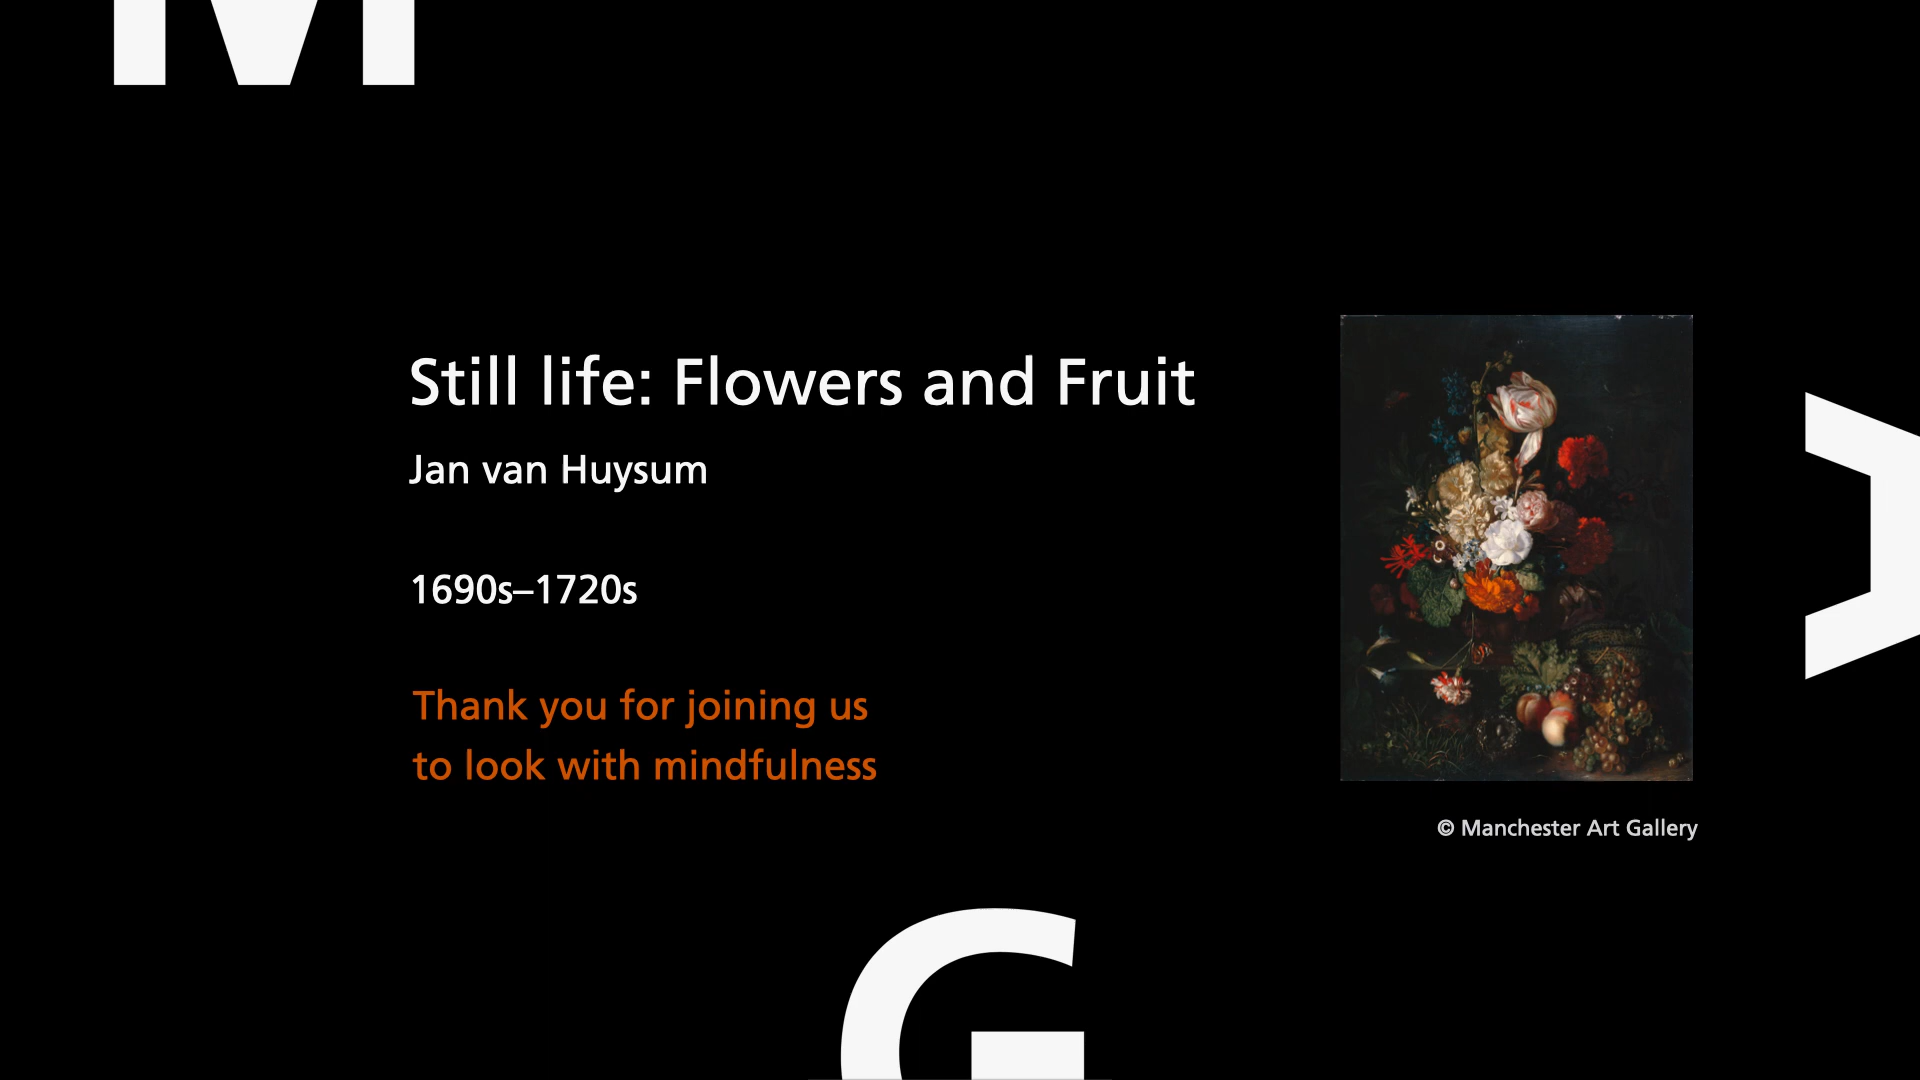 M
Still life: Flowers and Fruit
Jan van Huysum
1690s–1720s
Thank you for joining us
to look with mindfulness
A
© Manchester Art Gallery
G